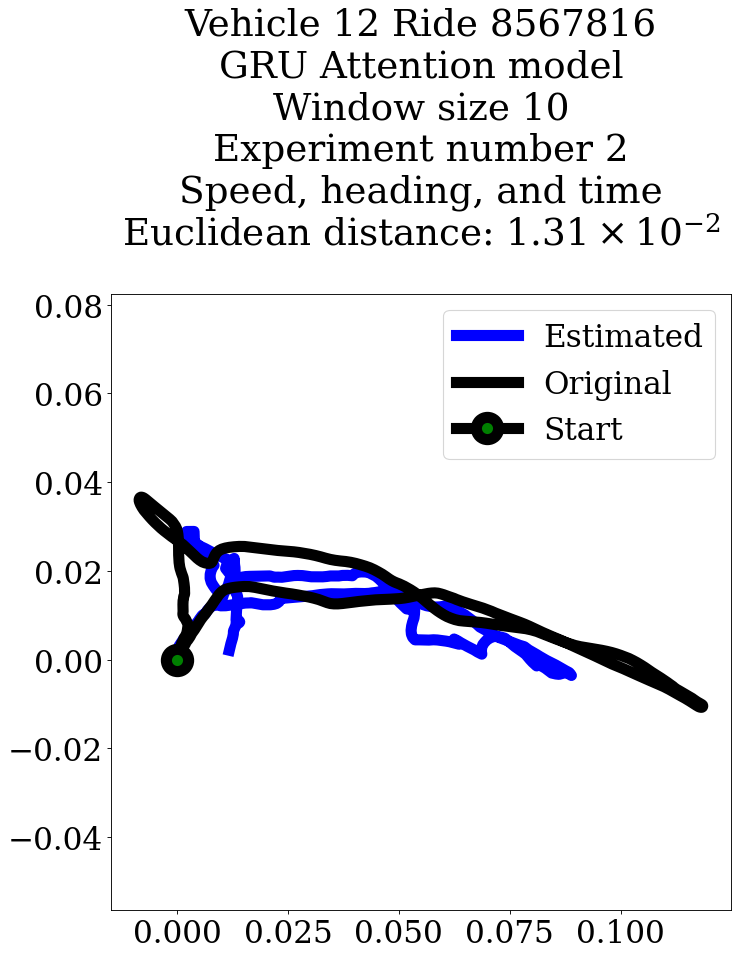 Vehicle 12 Ride 8567816
GRU Attention model
Window size 10
Experiment number 2
Speed, heading, and time
Euclidean distance: 1.31 × 10⁻²
0.08
0.06
0.04
0.02
0.00
−0.02
−0.04
Estimated
Original
Start
0.000 0.025 0.050 0.075 0.100